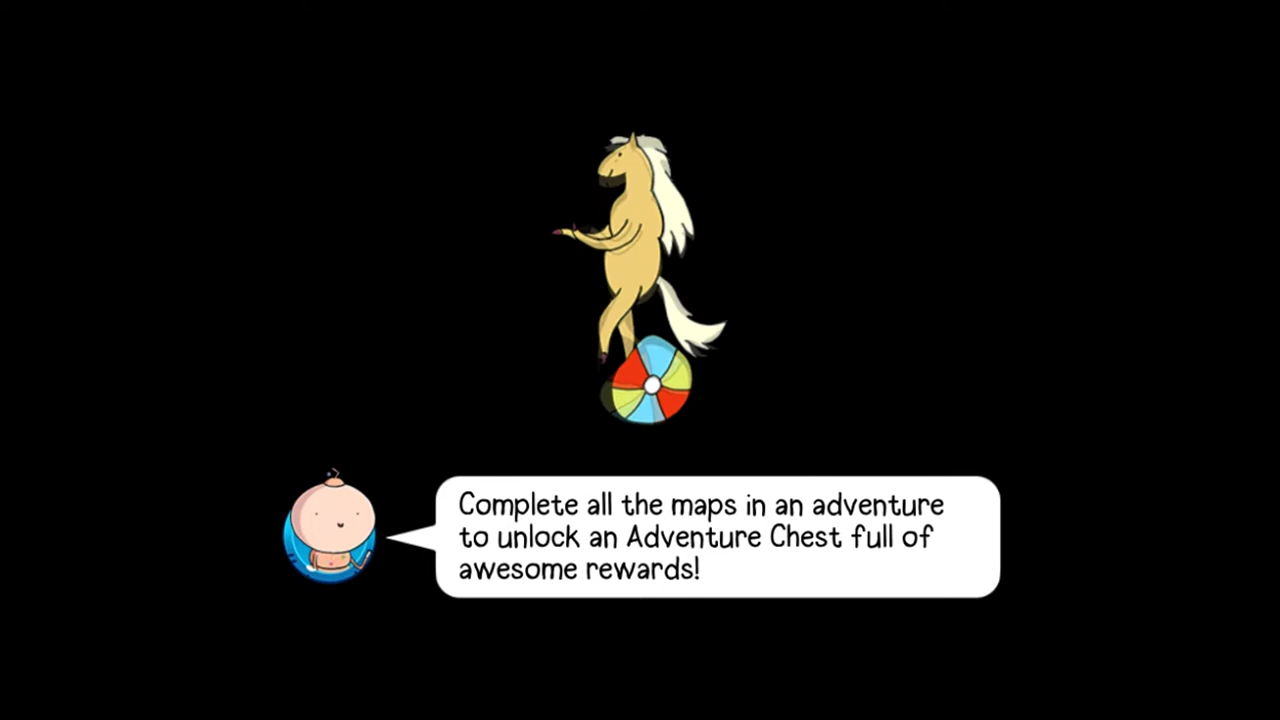 Complete all the maps in an adventure
to unlock an Adventure Chest full of
awesome rewards!